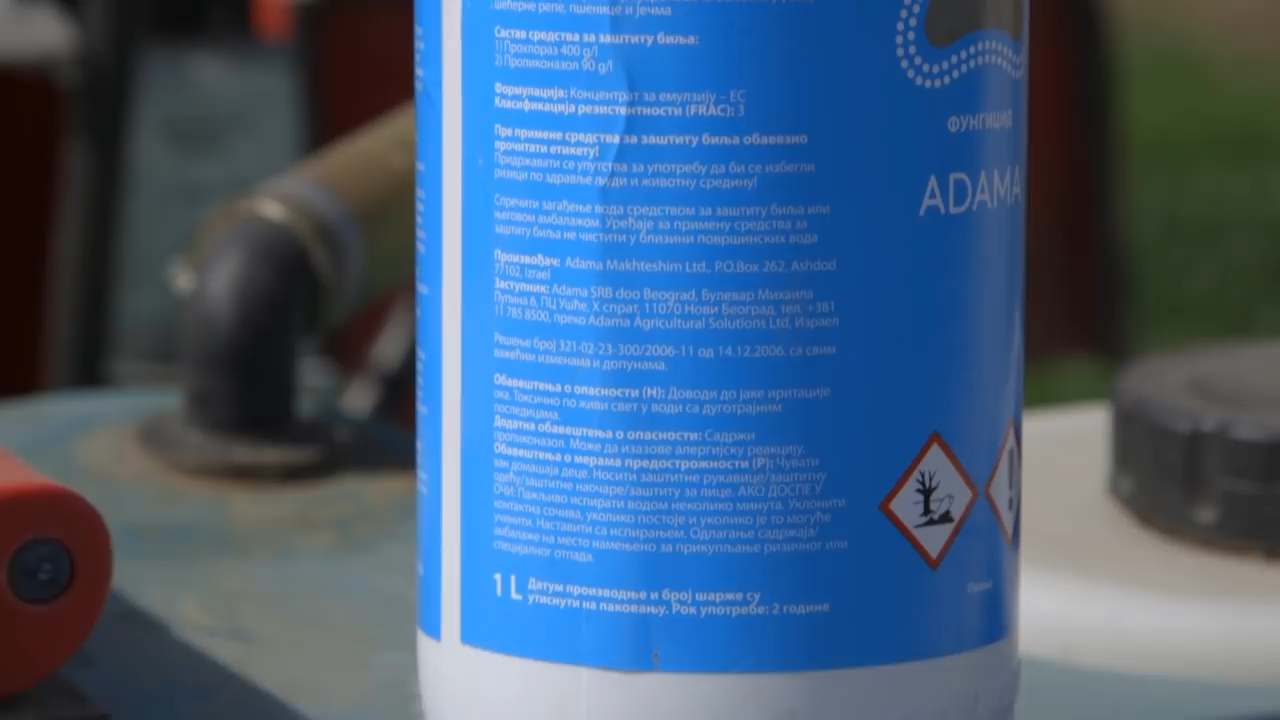 шећерне репе, пшенице и јечма
Састав средства за заштиту биља:
1) Прохлораз 400 g/l
2) Пропиконазол 90 g/l
Формулација: Концентрат за емулзију – EC
Класификација резистентности (FRAC): 3
Пре примене средства за заштиту биља обавезно
прочитати етикету!
Придржавати се упутства за употребу да би се избегли
ризици по здравље људи и животну средину!
Спречити загађење вода средством за заштиту биља или
његовом амбалажом. Уређаје за примену средства за
заштиту биља не чистити у близини површинских вода
Произвођач: Adama Makhteshim Ltd., P.O.Box 262, Ashdod
77102, Izrael
Заступник: Adama SRB doo Beograd, Булевар Михаила
Пупина 6, ПЦ Ушће, X спрат, 11070 Нови Београд, тел. +381
11 785 8500, преко Adama Agricultural Solutions Ltd, Израел
Решење број 321-02-23-300/2006-11 од 14.12.2006. са свим
важећим изменама и допунама.
Обавештења о опасности (H): Доводи до јаке иритације
ока. Токсично по живи свет у води са дуготрајним
последицама.
Додатна обавештења о опасности: Садржи
пропиконазол. Може да изазове алергијску реакцију.
Обавештења о мерама предострожности (P): Чувати
ван домашаја деце. Носити заштитне рукавице/заштитну
одећу/заштитне наочаре/заштиту за лице. АКО ДОСПЕ У
ОЧИ: Пажљиво испирати водом неколико минута. Уклонити
контактна сочива, уколико постоје и уколико је то могуће
учинити. Наставити са испирањем. Одлагање садржаја/
амбалаже на место намењено за прикупљање ризичног или
специјалног отпада.
1 L Датум производње и број шарже су
утиснути на паковању. Рок употребе: 2 године
ФУНГИЦИД
ADAMA